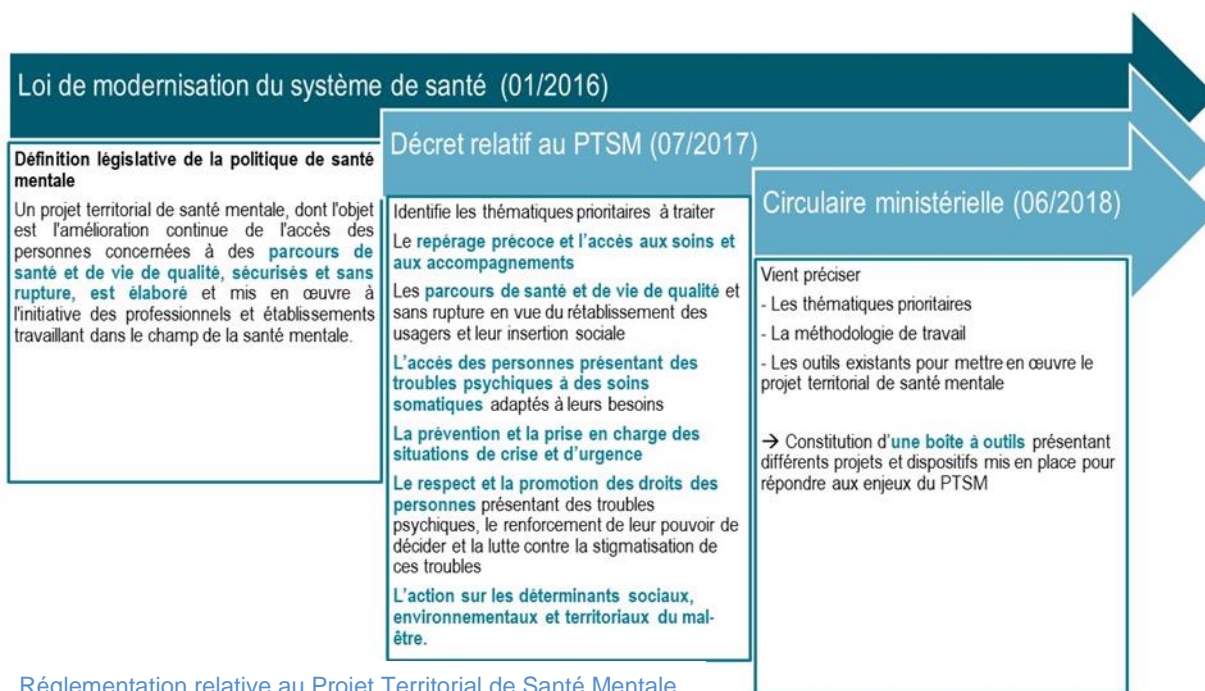 Loi de modernisation du système de santé (01/2016)
Définition législative de la politique de santé
mentale
Un projet territorial de santé mentale, dont l'objet
est l'amélioration continue de l'accès des
personnes concernées à des parcours de
santé et de vie de qualité, sécurisés et sans
rupture, est élaboré et mis en œuvre à
l'initiative des professionnels et établissements
travaillant dans le champ de la santé mentale.
Décret relatif au PTSM (07/2017)
Identifie les thématiques prioritaires à traiter
Le repérage précoce et l'accès aux soins et
aux accompagnements
Les parcours de santé et de vie de qualité et
sans rupture en vue du rétablissement des
usagers et leur insertion sociale
L'accès des personnes présentant des
troubles psychiques à des soins
somatiques adaptés à leurs besoins
La prévention et la prise en charge des
situations de crise et d'urgence
Le respect et la promotion des droits des
personnes présentant des troubles
psychiques, le renforcement de leur pouvoir de
décider et la lutte contre la stigmatisation de
ces troubles
L'action sur les déterminants sociaux,
environnementaux et territoriaux du mal-
être.
Circulaire ministérielle (06/2018)
Vient préciser
- Les thématiques prioritaires
- La méthodologie de travail
- Les outils existants pour mettre en œuvre le
projet territorial de santé mentale
→ Constitution d'une boîte à outils présentant
différents projets et dispositifs mis en place pour
répondre aux enjeux du PTSM
Réglementation relative au Projet Territorial de Santé Mentale